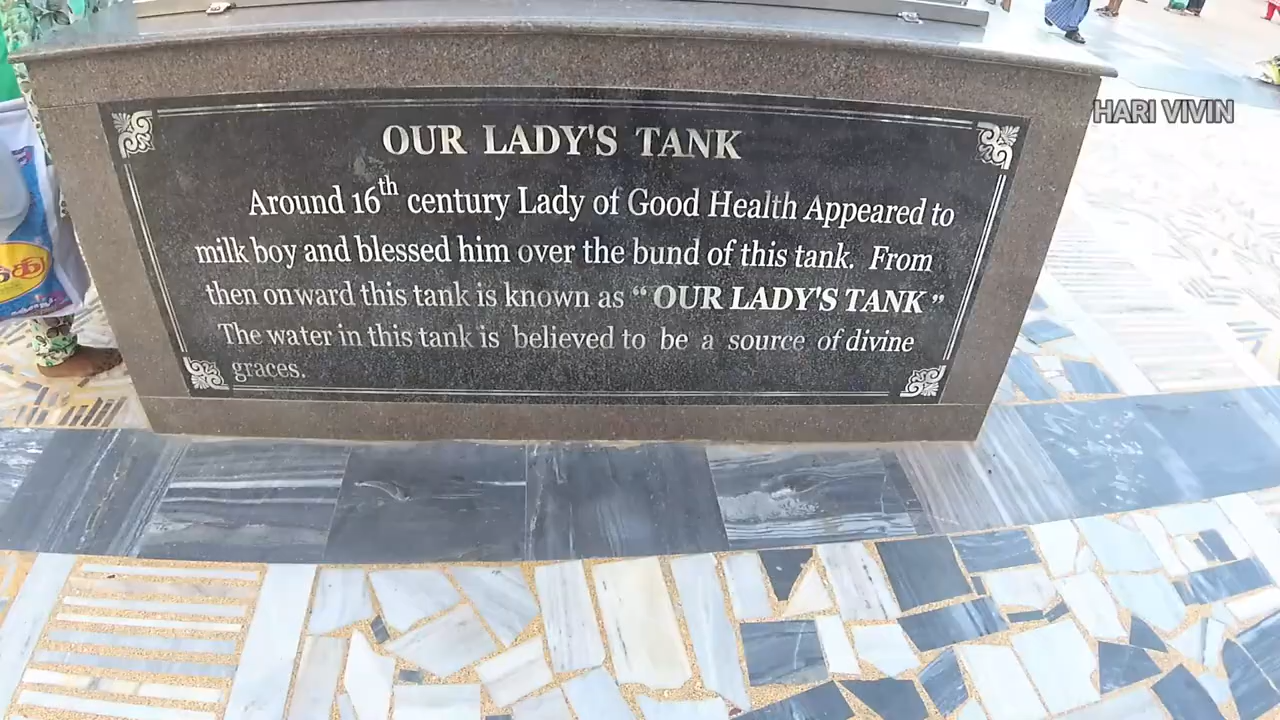 HARI VIVIN
OUR LADY'S TANK
Around 16th century Lady of Good Health Appeared to
milk boy and blessed him over the bund of this tank. From
then onward this tank is known as “OUR LADY'S TANK”
The water in this tank is believed to be a source of divine
graces.